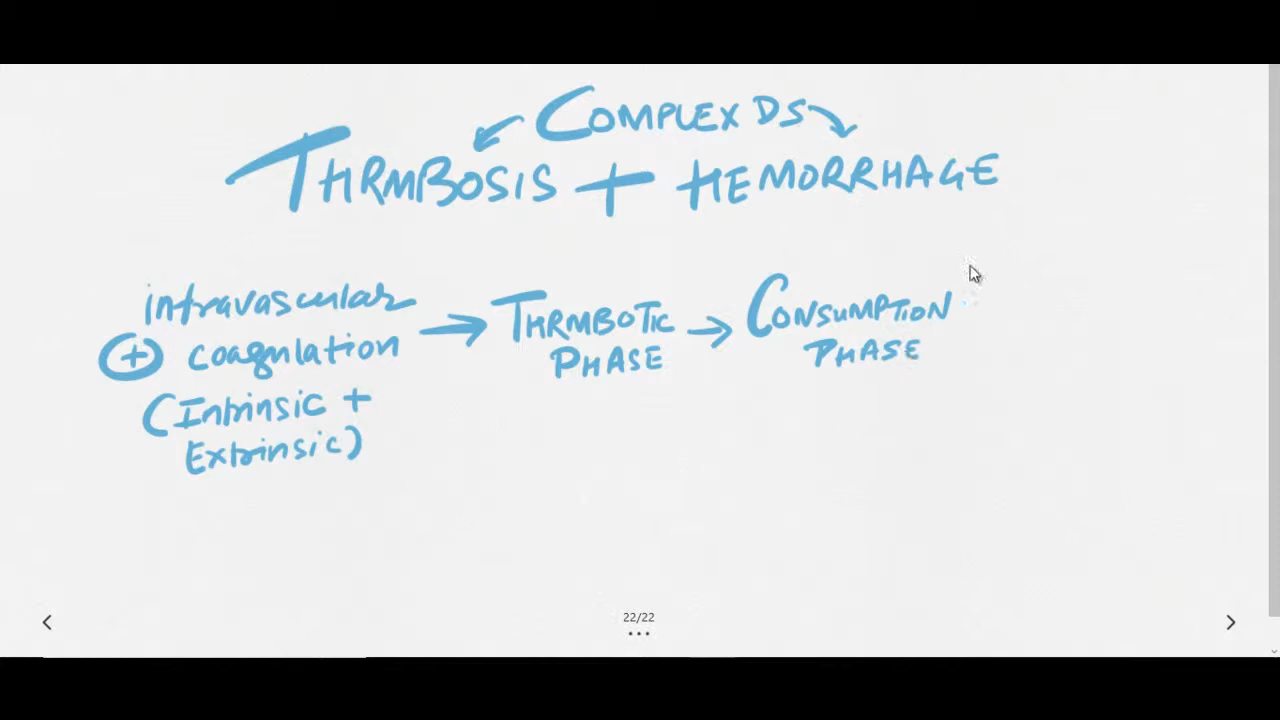 COMPLEX DS
THRMBOSIS + HEMORRHAGE
intravascular
(+) coagulation
(Intrinsic +
Extrinsic)
→ THRMBOTIC
PHASE
→ CONSUMPTION
PHASE
22/22